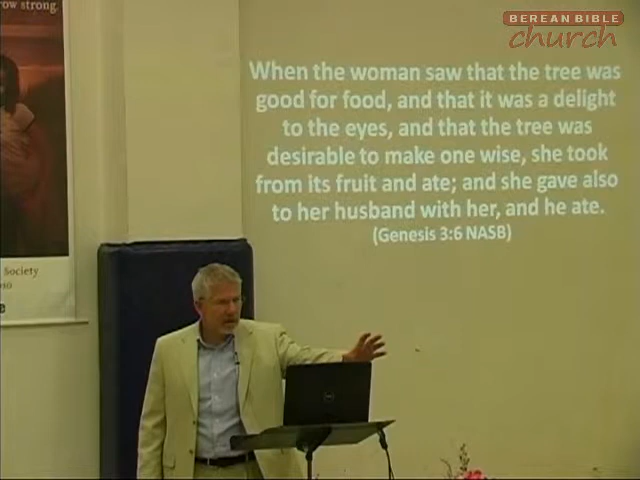 row strong.
BEREAN BIBLE
church
When the woman saw that the tree was
good for food, and that it was a delight
to the eyes, and that the tree was
desirable to make one wise, she took
from its fruit and ate; and she gave also
to her husband with her, and he ate.
(Genesis 3:6 NASB)
Society
DELL